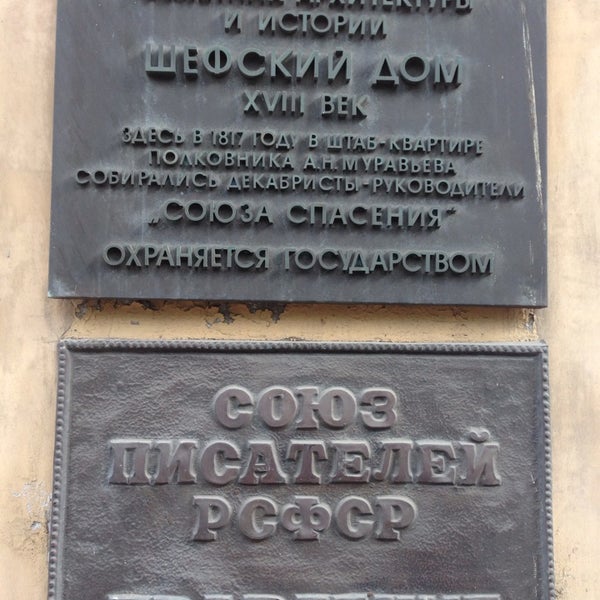 АРХИТЕКТУРЫ
И ИСТОРИИ
ШЕФСКИЙ ДОМ
XVIII ВЕК
ЗДЕСЬ В 1817 ГОДУ В ШТАБ-КВАРТИРЕ
ПОЛКОВНИКА А.Н. МУРАВЬЕВА
СОБИРАЛИСЬ ДЕКАБРИСТЫ-РУКОВОДИТЕЛИ
„СОЮЗА СПАСЕНИЯ"
ОХРАНЯЕТСЯ ГОСУДАРСТВОМ
СОЮЗ
ПИСАТЕЛЕЙ
РСФСР